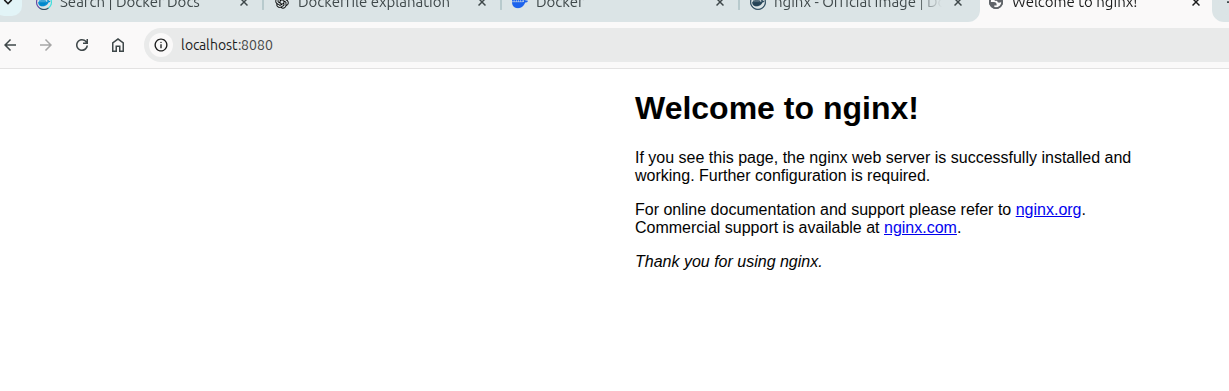 Search | Docker Docs
Dockerfile explanation
Docker
nginx - Official Image | Do
Welcome to nginx!
localhost:8080
Welcome to nginx!
If you see this page, the nginx web server is successfully installed and
working. Further configuration is required.
For online documentation and support please refer to nginx.org.
Commercial support is available at nginx.com.
Thank you for using nginx.